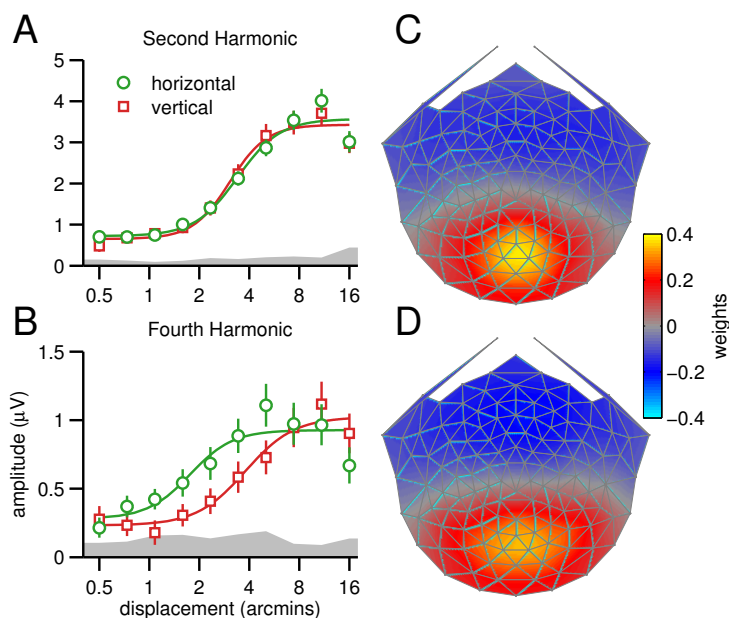 A
Second Harmonic
5
4
3
2
1
0
horizontal
vertical
0.5 1 2 4 8 16
B
Fourth Harmonic
1.5
1
0.5
0
amplitude (μV)
0.5 1 2 4 8 16
displacement (arcmins)
C
0.4
0.2
0
−0.2
−0.4
weights
D